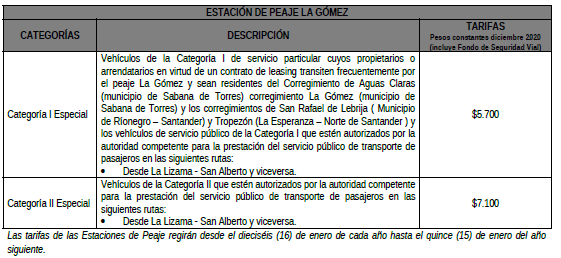 ESTACIÓN DE PEAJE LA GÓMEZ
CATEGORÍAS
DESCRIPCIÓN
TARIFAS
Pesos constantes diciembre 2020
(incluye Fondo de Seguridad Vial)
Categoría I Especial
Vehículos de la Categoría I de servicio particular cuyos propietarios o
arrendatarios en virtud de un contrato de leasing transiten frecuentemente por
el peaje La Gómez y sean residentes del Corregimiento de Aguas Claras
(municipio de Sabana de Torres) corregimiento La Gómez (municipio de
Sabana de Torres) y los corregimientos de San Rafael de Lebrija ( Municipio
de Rionegro – Santander) y Tropezón (La Esperanza – Norte de Santander ) y
los vehículos de servicio público de la Categoría I que estén autorizados por la
autoridad competente para la prestación del servicio público de transporte de
pasajeros en las siguientes rutas:
• Desde La Lizama - San Alberto y viceversa.
$5.700
Categoría II Especial
Vehículos de la Categoría II que estén autorizados por la autoridad competente
para la prestación del servicio público de transporte de pasajeros en las
siguientes rutas:
• Desde La Lizama - San Alberto y viceversa.
$7.100
Las tarifas de las Estaciones de Peaje regirán desde el dieciséis (16) de enero de cada año hasta el quince (15) de enero del año
siguiente.